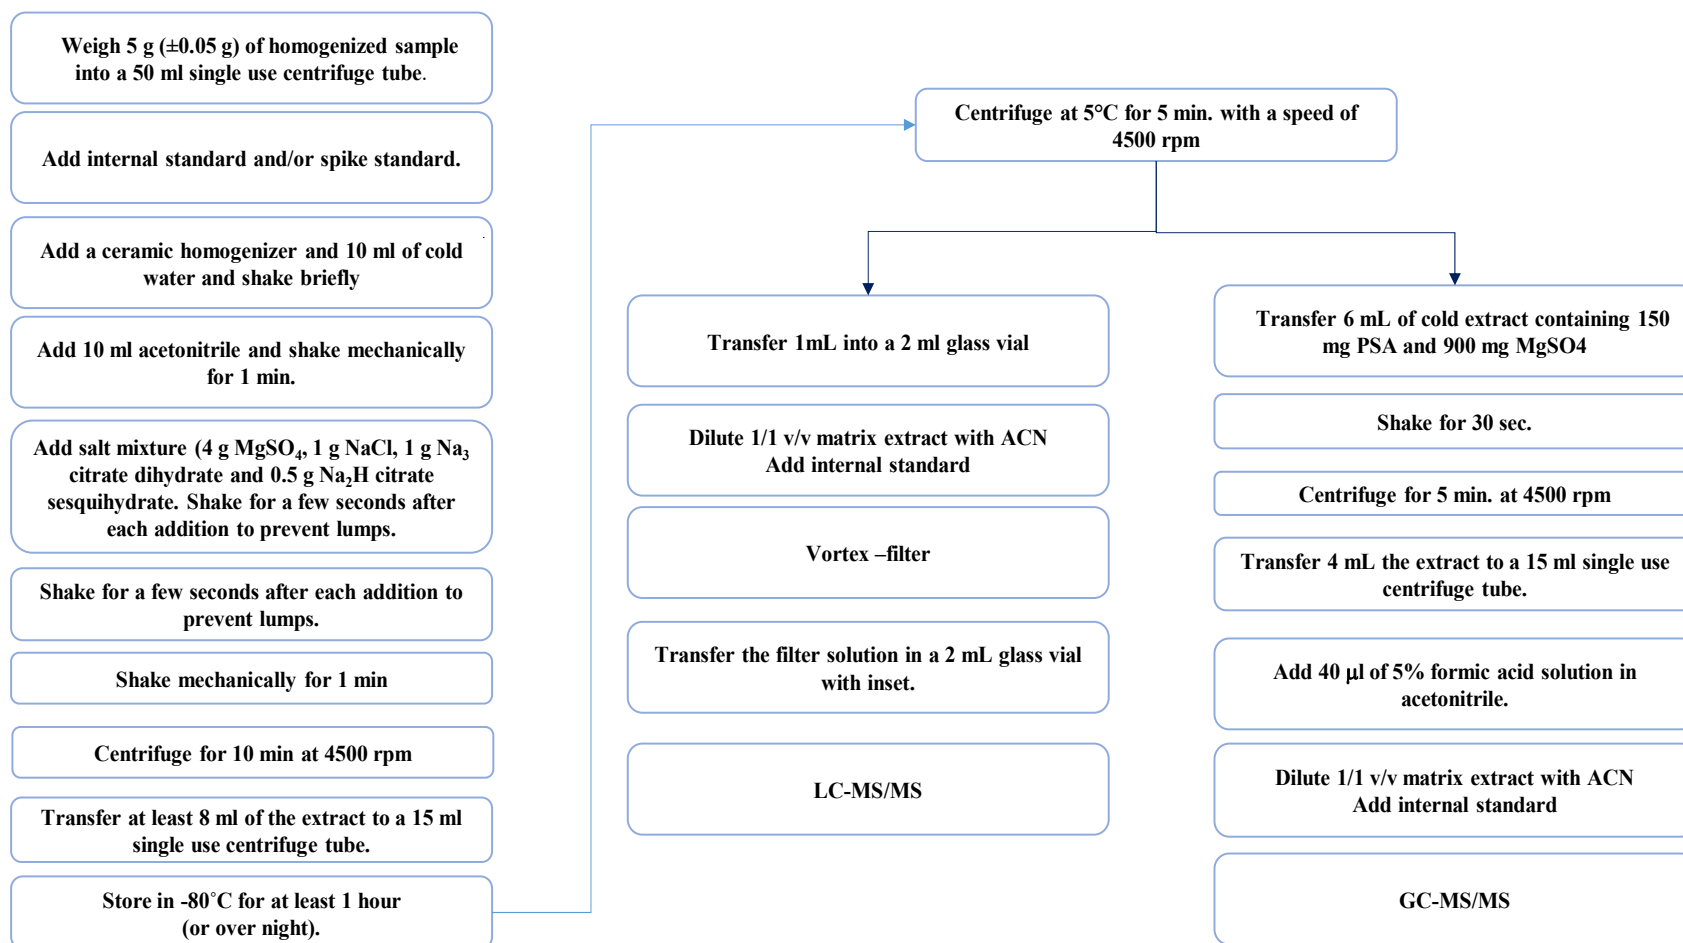 Weigh 5 g (±0.05 g) of homogenized sample
into a 50 ml single use centrifuge tube.
Add internal standard and/or spike standard.
Add a ceramic homogenizer and 10 ml of cold
water and shake briefly
Add 10 ml acetonitrile and shake mechanically
for 1 min.
Add salt mixture (4 g MgSO₄, 1 g NaCl, 1 g Na₃
citrate dihydrate and 0.5 g Na₂H citrate
sesquihydrate. Shake for a few seconds after
each addition to prevent lumps.
Shake for a few seconds after each addition to
prevent lumps.
Shake mechanically for 1 min
Centrifuge for 10 min at 4500 rpm
Transfer at least 8 ml of the extract to a 15 ml
single use centrifuge tube.
Store in -80˚C for at least 1 hour
(or over night).
Centrifuge at 5°C for 5 min. with a speed of
4500 rpm
Transfer 1mL into a 2 ml glass vial
Dilute 1/1 v/v matrix extract with ACN
Add internal standard
Vortex –filter
Transfer the filter solution in a 2 mL glass vial
with inset.
LC-MS/MS
Transfer 6 mL of cold extract containing 150
mg PSA and 900 mg MgSO4
Shake for 30 sec.
Centrifuge for 5 min. at 4500 rpm
Transfer 4 mL the extract to a 15 ml single use
centrifuge tube.
Add 40 µl of 5% formic acid solution in
acetonitrile.
Dilute 1/1 v/v matrix extract with ACN
Add internal standard
GC-MS/MS